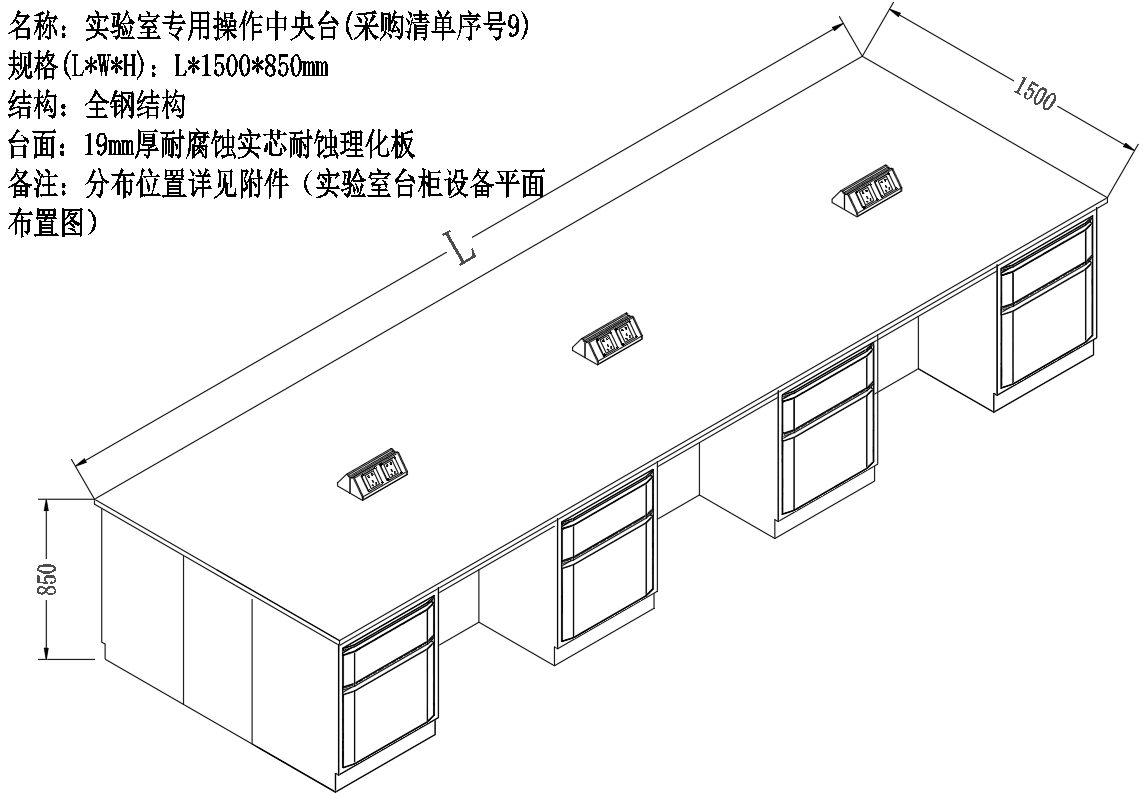 名称：实验室专用操作中央台(采购清单序号9)
规格(L*W*H)：L*1500*850mm
结构：全钢结构
台面：19mm厚耐腐蚀实芯耐蚀理化板
备注：分布位置详见附件（实验室台柜设备平面
布置图）
1500
L
850